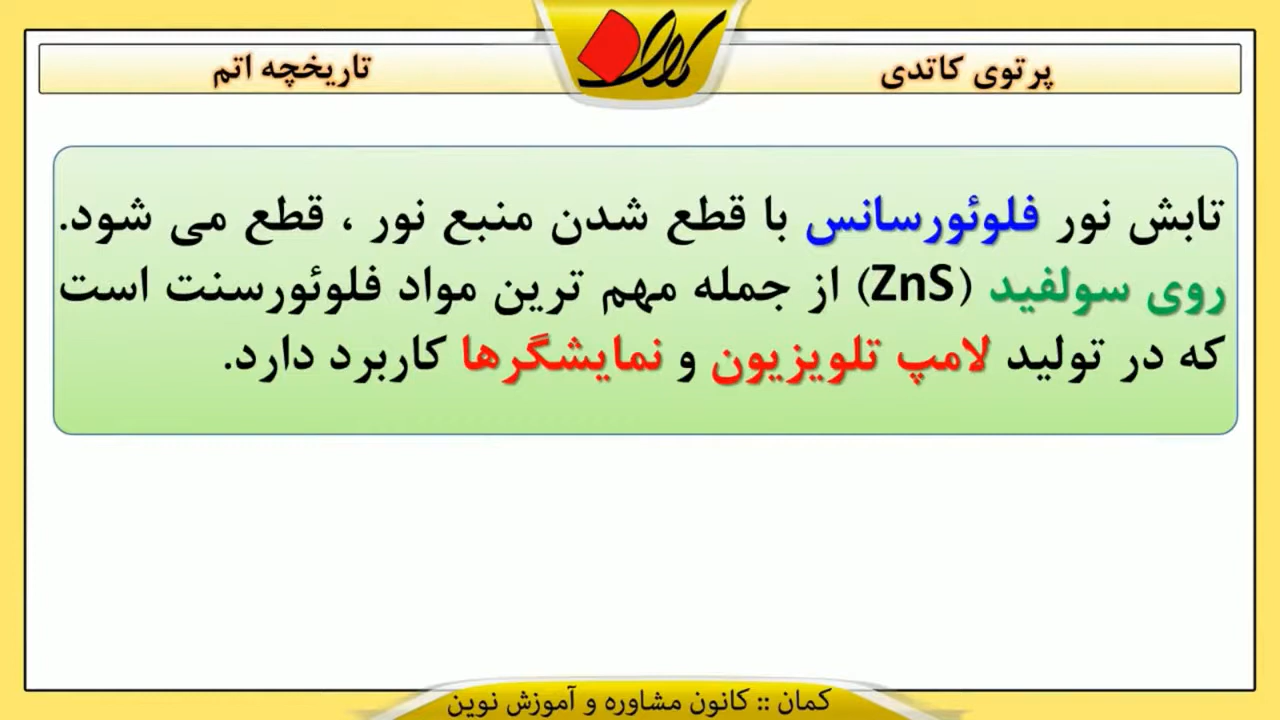 پرتوی کاتدی
کمان
تاریخچه اتم
تابش نور فلوئورسانس با قطع شدن منبع نور ، قطع می شود.
روی سولفید (ZnS) از جمله مهم ترین مواد فلوئورسنت است
که در تولید لامپ تلویزیون و نمایشگرها کاربرد دارد.
کمان :: کانون مشاوره و آموزش نوین